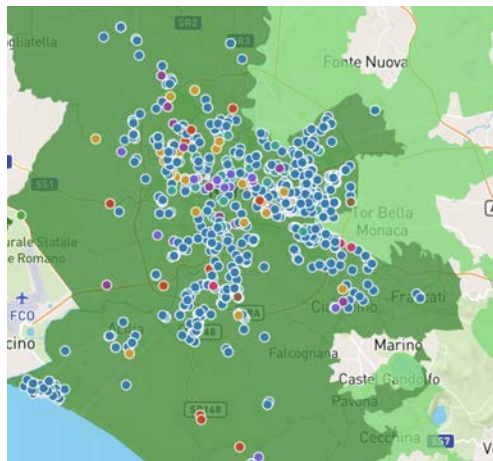 SR2
SR3
agliatella
Fonte Nuova
SS1
A
Tor Bella
Monaca
urale Statale
e Romano
FCO
Frascati
cino
Marino
Falcognana
Castel Gandolfo
Pavona
SR148
Cecchina
SS7
V